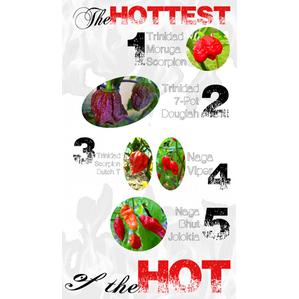 The HOTTEST
1
Trinidad
Moruga
Scorpion
Trinidad
7-Pot
Douglah
2
3
Trinidad
Scorpion
Butch T
Naga
Viper
4
Naga
Bhut
Jolokia
5
Of the HOT